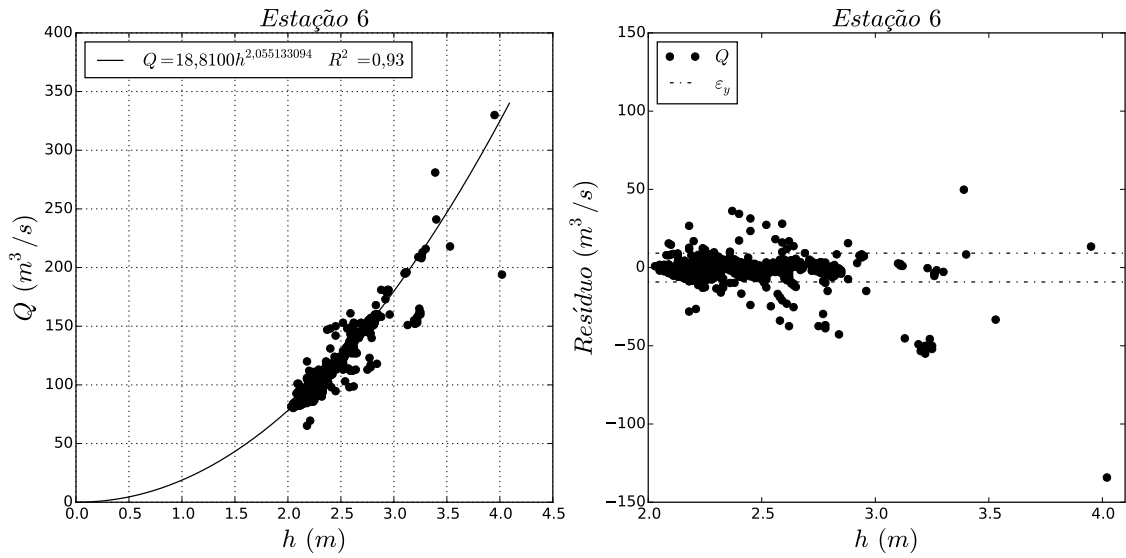 Estação 6
400
350
300
250
200
150
100
50
0
Q = 18,8100h^2,055133094 R^2 = 0,93
Q (m^3/s)
0.0 0.5 1.0 1.5 2.0 2.5 3.0 3.5 4.0 4.5
h (m)
Estação 6
150
100
50
0
−50
−100
−150
Q
ε_y
Resíduo (m^3/s)
2.0 2.5 3.0 3.5 4.0
h (m)